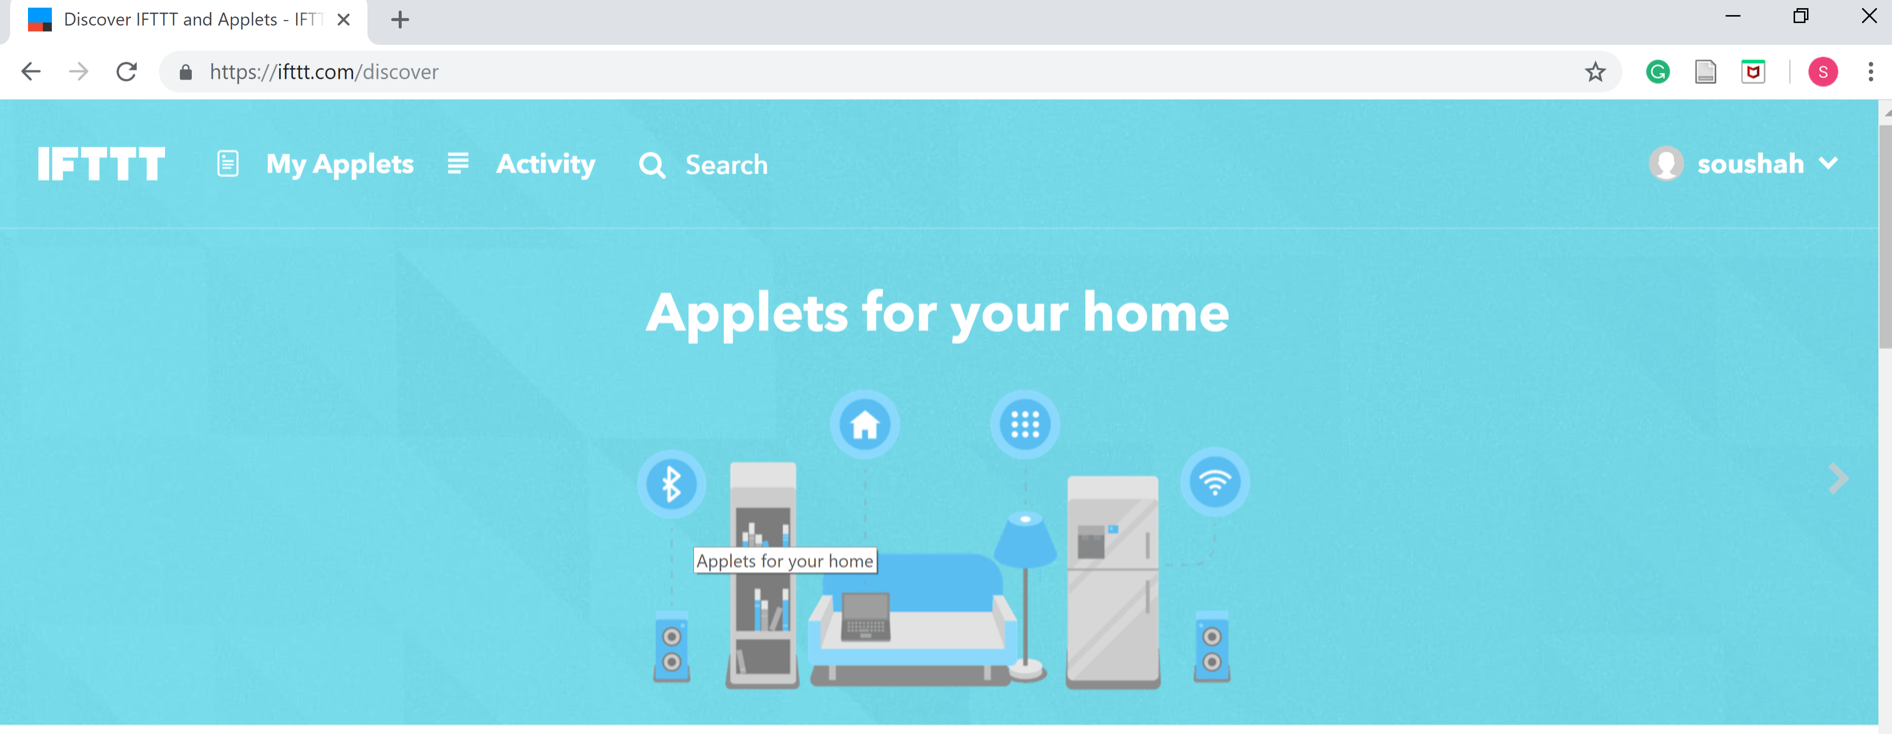 Discover IFTTT and Applets - IFTT
https://ifttt.com/discover
S
IFTTT
My Applets
Activity
Search
soushah
Applets for your home
Applets for your home